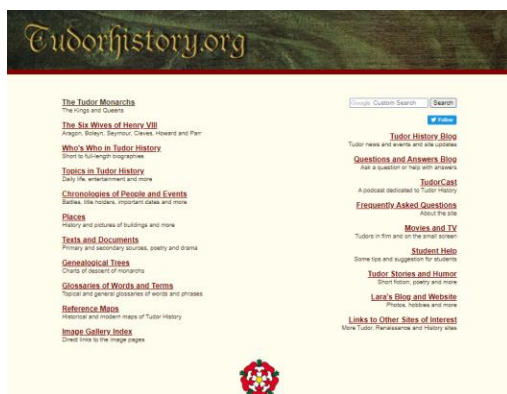 Tudorhistory.org
The Tudor Monarchs
The Kings and Queens
The Six Wives of Henry VIII
Aragon, Boleyn, Seymour, Cleves, Howard and Parr
Who's Who in Tudor History
Short to full-length biographies
Topics in Tudor History
Daily life, entertainment and more
Chronologies of People and Events
Battles, title holders, important dates and more
Places
History and pictures of buildings and more
Texts and Documents
Primary and secondary sources, poetry and drama
Genealogical Trees
Charts of descent of monarchs
Glossaries of Words and Terms
Topical and general glossaries of words and phrases
Reference Maps
Historical and modern maps of Tudor History
Image Gallery Index
Direct links to the image pages
Google Custom Search Search
Follow
Tudor History Blog
Tudor news and events and site updates
Questions and Answers Blog
Ask a question or help with answers
TudorCast
A podcast dedicated to Tudor History
Frequently Asked Questions
About the site
Movies and TV
Tudors in film and on the small screen
Student Help
Some tips and suggestion for students
Tudor Stories and Humor
Short fiction, poetry and more
Lara's Blog and Website
Photos, hobbies and more
Links to Other Sites of Interest
More Tudor, Renaissance and History sites